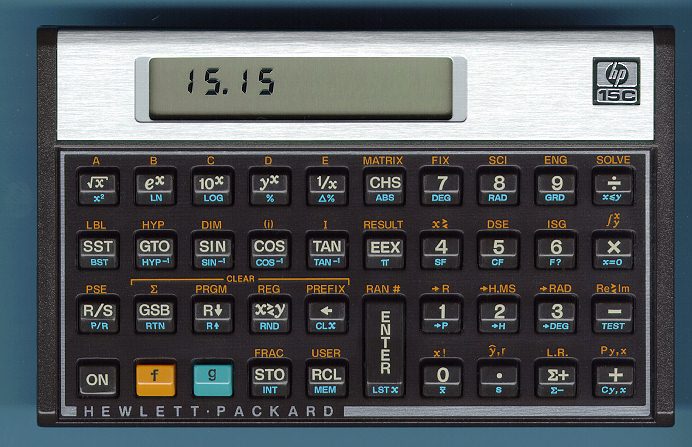 15.15
hp
15C
A B C D E MATRIX FIX SCI ENG SOLVE
√x eˣ 10ˣ yˣ 1/x CHS 7 8 9 ÷
x² LN LOG % Δ% ABS DEG RAD GRD x≤y
LBL HYP DIM (i) I RESULT x≷ DSE ISG ∫xy
SST GTO SIN COS TAN EEX 4 5 6 ×
BST HYP⁻¹ SIN⁻¹ COS⁻¹ TAN⁻¹ π SF CF F? x=0
CLEAR
PSE Σ PRGM REG PREFIX RAN # →R →H.MS →RAD Re≷Im
R/S GSB R↓ x≷y ← ENTER 1 2 3 −
P/R RTN R↑ RND CLx →P →H →DEG TEST
FRAC USER x! ŷ,r L.R. Py,x
ON f g STO RCL 0 · Σ+ +
INT MEM LSTx x̅ s Σ− Cy,x
HEWLETT·PACKARD